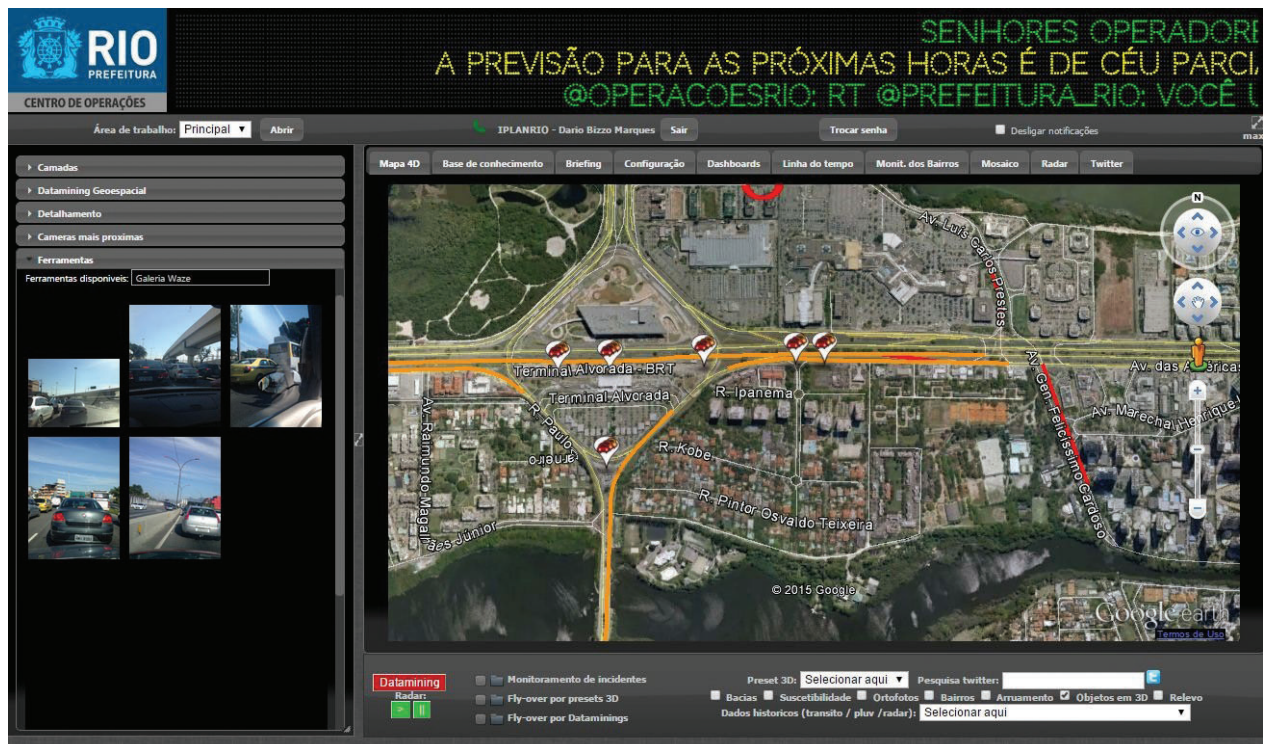 RIO
PREFEITURA
CENTRO DE OPERAÇÕES
SENHORES OPERADORE
A PREVISÃO PARA AS PRÓXIMAS HORAS É DE CÉU PARCI
@OPERACOESRIO: RT @PREFEITURA_RIO: VOCÊ
Área de trabalho: Principal Abrir
IPLANRIO - Dario Bizzo Marques Sair
Trocar senha
Desligar notificações
max
Camadas
Datamining Geoespacial
Detalhamento
Cameras mais proximas
Ferramentas
Ferramentas disponiveis: Galeria Waze
Mapa 4D Base de conhecimento Briefing Configuração Dashboards Linha do tempo Monit. dos Bairros Mosaico Radar Twitter
N
Av. Luís Carlos Prestes
Terminal Alvorada - BRT
Av. das Américas
Terminal Alvorada
R. Ipanema
Av. Gen. Felicíssimo Cardoso
Av. Marechal Henrique
Av. Raimundo Magalhães Júnior
R. Paulo
R. Kobe
R. Pintor Osvaldo Teixeira
© 2015 Google
Google earth
Termos de Uso
Datamining
Radar:
> ||
Monitoramento de incidentes
Fly-over por presets 3D
Fly-over por Dataminings
Preset 3D: Selecionar aqui Pesquisa twitter:
Bacias Suscetibilidade Ortofotos Bairros Arruamento Objetos em 3D Relevo
Dados historicos (transito / pluv /radar): Selecionar aqui